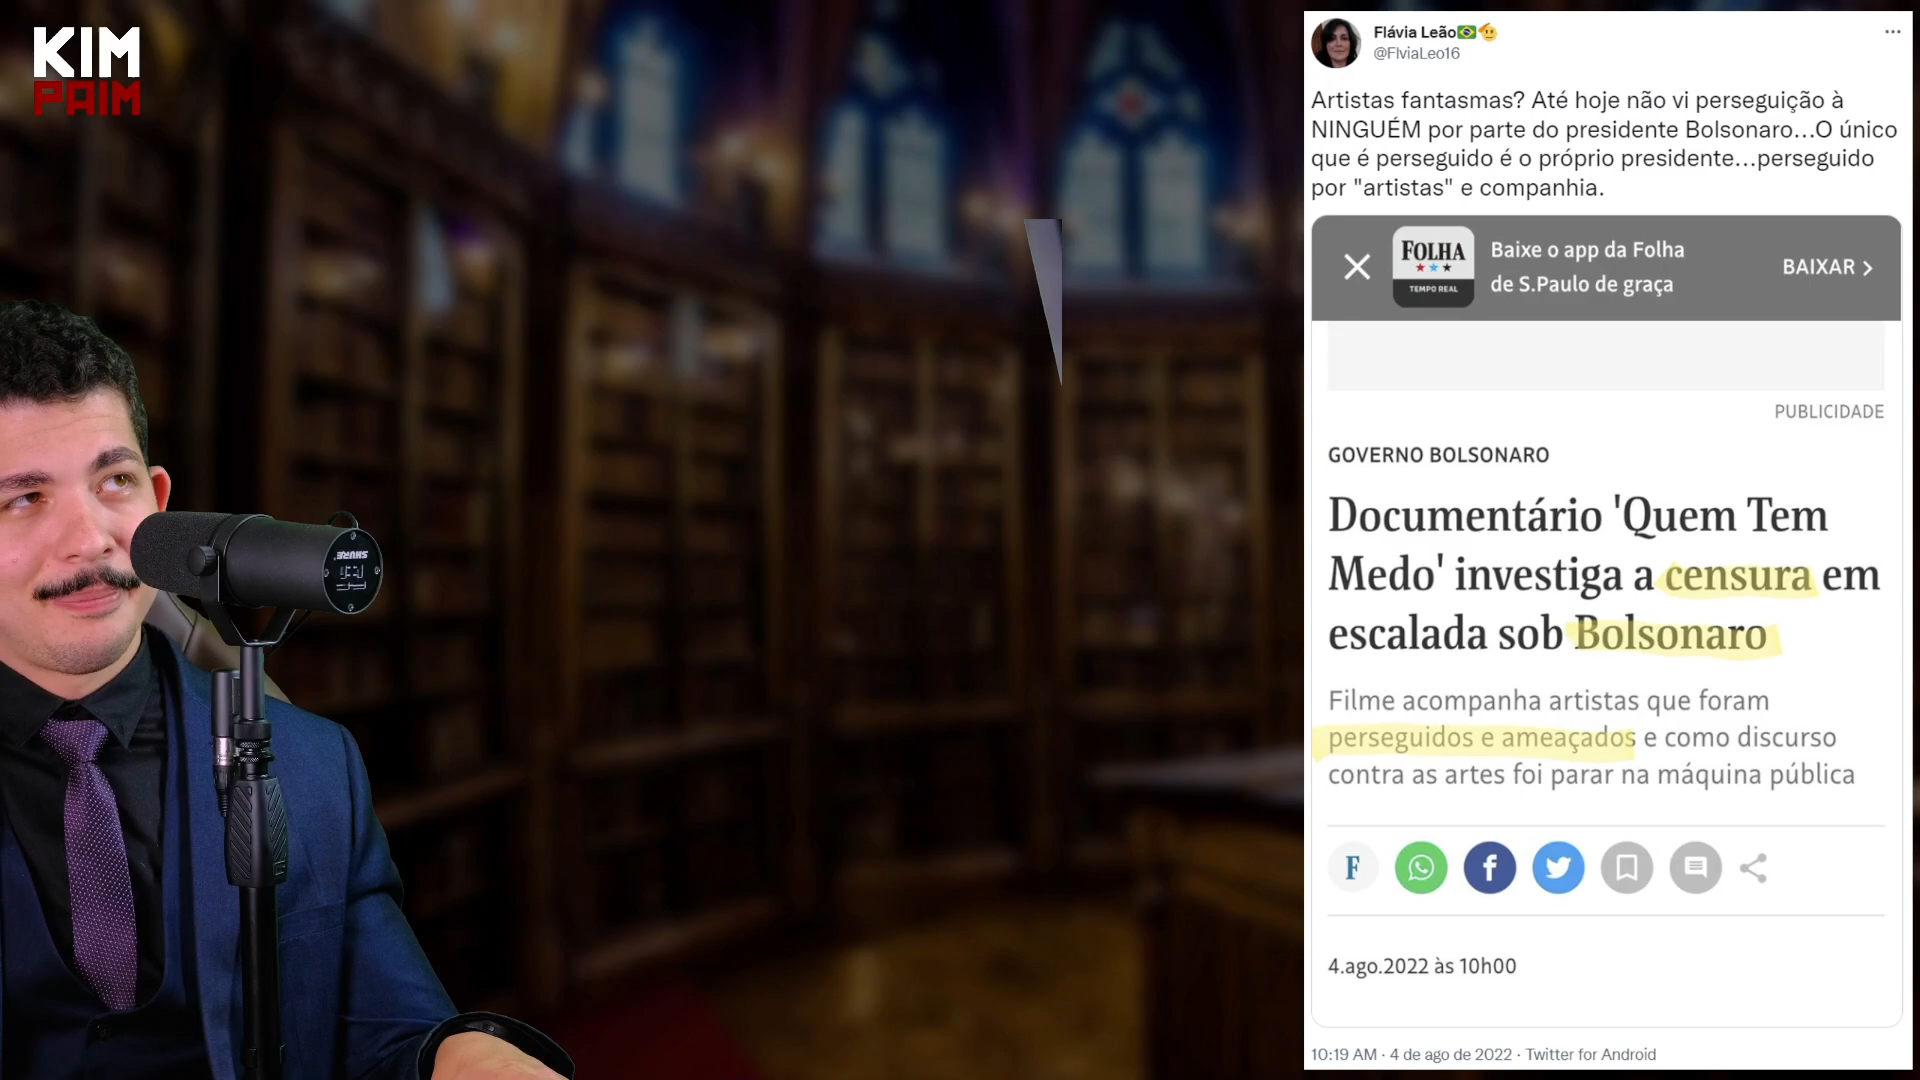 KIM
PAIM
Flávia Leão
@FlviaLeo16
Artistas fantasmas? Até hoje não vi perseguição à
NINGUÉM por parte do presidente Bolsonaro...O único
que é perseguido é o próprio presidente...perseguido
por "artistas" e companhia.
FOLHA
TEMPO REAL
Baixe o app da Folha
de S.Paulo de graça
BAIXAR
PUBLICIDADE
GOVERNO BOLSONARO
Documentário 'Quem Tem
Medo' investiga a censura em
escalada sob Bolsonaro
Filme acompanha artistas que foram
perseguidos e ameaçados e como discurso
contra as artes foi parar na máquina pública
F
f
4.ago.2022 às 10h00
10:19 AM · 4 de ago de 2022 · Twitter for Android
SHURE